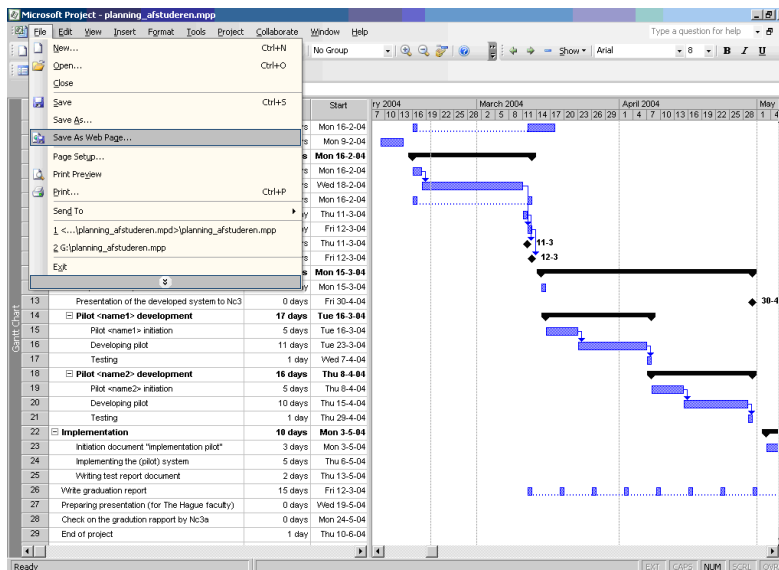 Microsoft Project - planning_afstuderen.mpp
File Edit View Insert Format Tools Project Collaborate Window Help
Type a question for help
No Group Show Arial 8 B I U
New... Ctrl+N
Open... Ctrl+O
Close
Save Ctrl+S
Save As...
Save As Web Page...
Page Setup...
Print Preview
Print... Ctrl+P
Send To
1 <...\planning_afstuderen.mpd>\planning_afstuderen.mpp
2 G:\planning_afstuderen.mpp
Exit
Start
ry 2004 March 2004 April 2004 May
7 10 13 16 19 22 25 28 2 5 8 11 14 17 20 23 26 29 1 4 7 10 13 16 19 22 25 28 1 4
Mon 16-2-04
Mon 9-2-04
Mon 16-2-04
Mon 16-2-04
Wed 18-2-04
Mon 16-2-04
Thu 11-3-04
Fri 12-3-04
Thu 11-3-04 11-3
Fri 12-3-04 12-3
Mon 15-3-04
Mon 15-3-04
13 Presentation of the developed system to Nc3 0 days Fri 30-4-04 30-4
14 Pilot <name1> development 17 days Tue 16-3-04
15 Pilot <name1> initiation 5 days Tue 16-3-04
16 Developing pilot 11 days Tue 23-3-04
17 Testing 1 day Wed 7-4-04
18 Pilot <name2> development 16 days Thu 8-4-04
19 Pilot <name2> initiation 5 days Thu 8-4-04
20 Developing pilot 10 days Thu 15-4-04
21 Testing 1 day Thu 29-4-04
22 Implementation 10 days Mon 3-5-04
23 Initiation document "implementation pilot" 3 days Mon 3-5-04
24 Implementing the (pilot) system 5 days Thu 6-5-04
25 Writing test report document 2 days Thu 13-5-04
26 Write graduation report 15 days Fri 12-3-04
27 Preparing presentation (for The Hague faculty) 0 days Wed 19-5-04
28 Check on the gradution rapport by Nc3a 0 days Mon 24-5-04
29 End of project 1 day Thu 10-6-04
Gantt Chart
Ready EXT CAPS NUM SCRL OVR